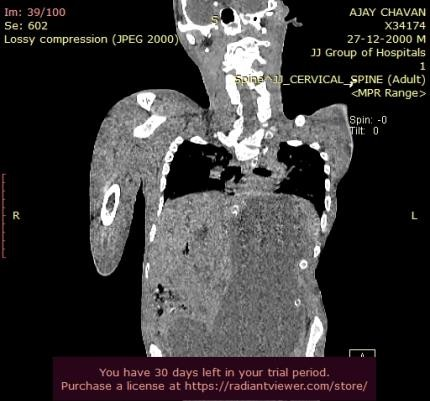 Im: 39/100
Se: 602
Lossy compression (JPEG 2000)
AJAY CHAVAN
X34174
27-12-2000 M
JJ Group of Hospitals
1
Spine^JJ_CERVICAL_SPINE (Adult)
<MPR Range>
Spin: -0
Tilt: 0
S
R
L
A
You have 30 days left in your trial period.
Purchase a license at https://radiantviewer.com/store/